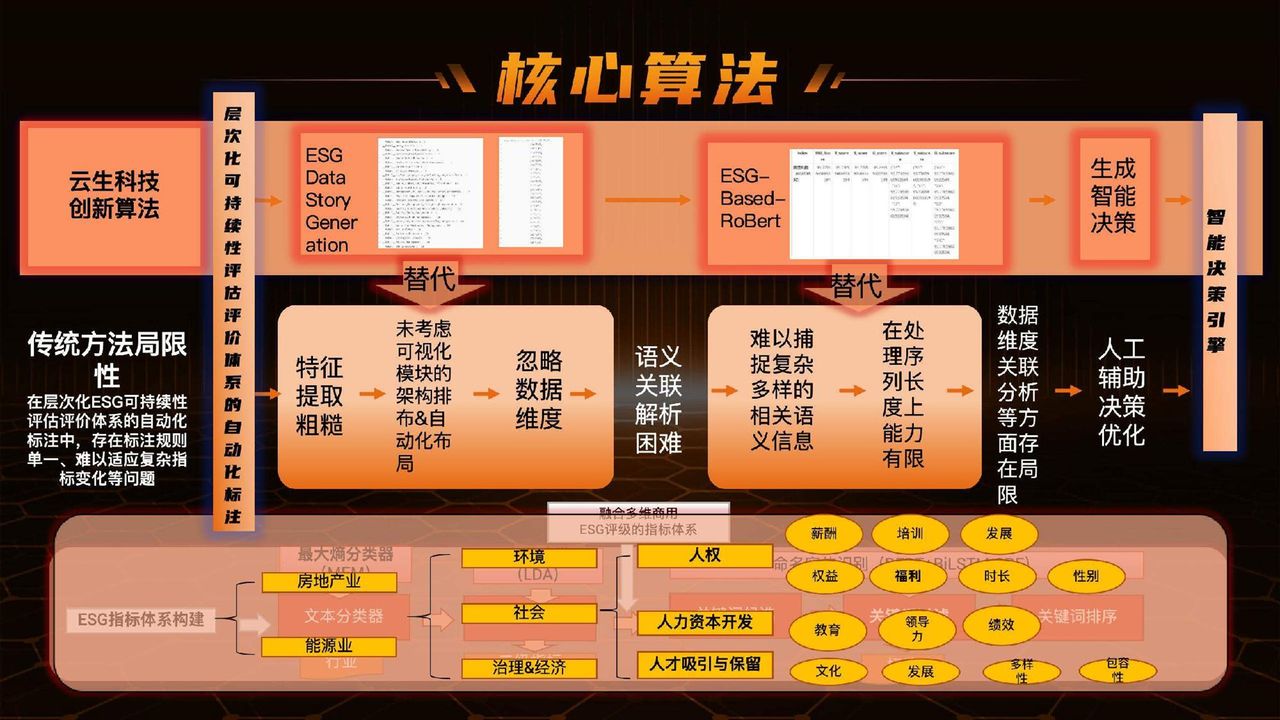 核心算法
云生科技
创新算法
层次化可持续性评估评价体系的自动化标注
ESG
Data
Story
Gener
ation
ESG-
Based-
RoBert
生成
智能
决策
智能决策引擎
替代
替代
传统方法局限
性
在层次化ESG可持续性
评估评价体系的自动化
标注中，存在标注规则
单一、难以适应复杂指
标变化等问题
特征
提取
粗糙
未考虑
可视化
模块的
架构排
布&自
动化布
局
忽略
数据
维度
语义
关联
解析
困难
难以捕
捉复杂
多样的
相关语
义信息
在处
理序
列长
度上
能力
有限
数据
维度
关联
分析
等方
面存
在局
限
人工
辅助
决策
优化
融合多维商用
ESG评级的指标体系
ESG指标体系构建
最大熵分类器
房地产业
文本分类器
能源业
行业
环境
(LDA)
社会
治理&经济
人权
人力资本开发
人才吸引与保留
关键词排序
薪酬
培训
发展
权益
福利
时长
性别
教育
领导
力
绩效
文化
发展
多样
性
包容
性